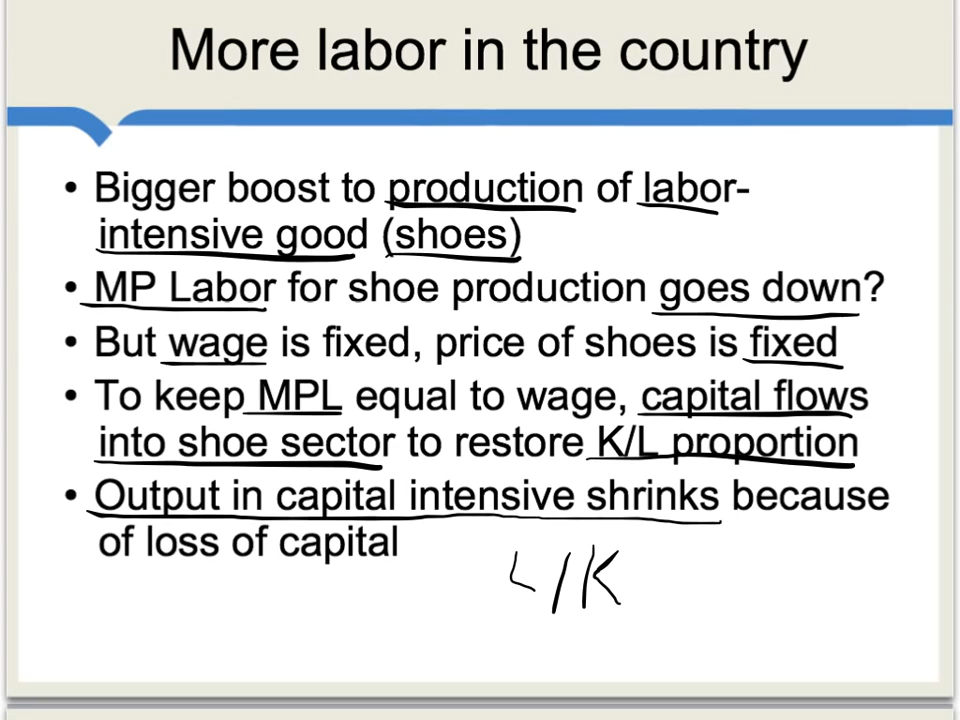 More labor in the country
• Bigger boost to production of labor-
intensive good (shoes)
• MP Labor for shoe production goes down?
• But wage is fixed, price of shoes is fixed
• To keep MPL equal to wage, capital flows
into shoe sector to restore K/L proportion
• Output in capital intensive shrinks because
of loss of capital
L/K